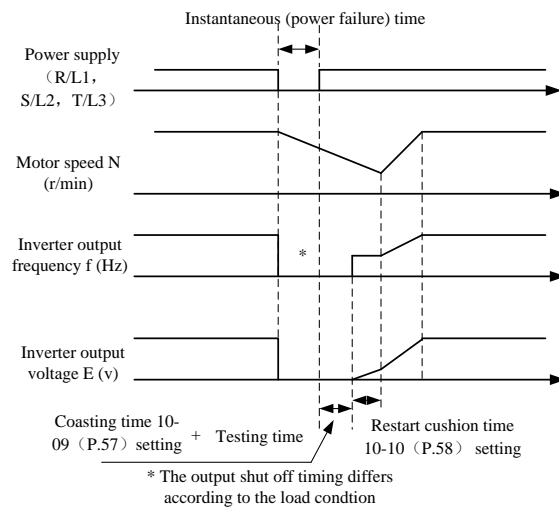 Instantaneous (power failure) time
Power supply
（R/L1，
S/L2，T/L3）
Motor speed N
(r/min)
Inverter output
frequency f (Hz)
*
Inverter output
voltage E (v)
Coasting time 10-
09（P.57）setting + Testing time
Restart cushion time
10-10（P.58）setting
* The output shut off timing differs
according to the load condtion